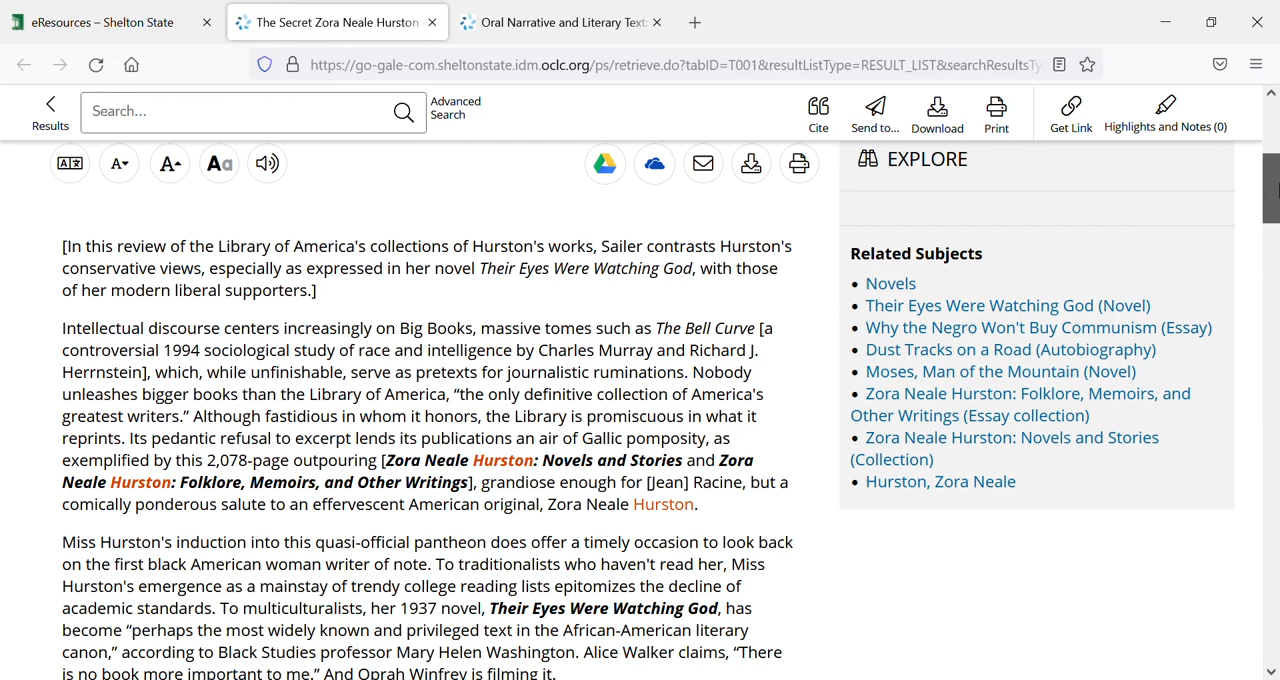 eResources – Shelton State
The Secret Zora Neale Hurston
Oral Narrative and Literary Text
https://go-gale-com.sheltonstate.idm.oclc.org/ps/retrieve.do?tabID=T001&resultListType=RESULT_LIST&searchResultsTy
Results
Search...
Advanced
Search
Cite
Send to...
Download
Print
Get Link
Highlights and Notes (0)
EXPLORE
[In this review of the Library of America's collections of Hurston's works, Sailer contrasts Hurston's
conservative views, especially as expressed in her novel Their Eyes Were Watching God, with those
of her modern liberal supporters.]
Intellectual discourse centers increasingly on Big Books, massive tomes such as The Bell Curve [a
controversial 1994 sociological study of race and intelligence by Charles Murray and Richard J.
Herrnstein], which, while unfinishable, serve as pretexts for journalistic ruminations. Nobody
unleashes bigger books than the Library of America, “the only definitive collection of America's
greatest writers.” Although fastidious in whom it honors, the Library is promiscuous in what it
reprints. Its pedantic refusal to excerpt lends its publications an air of Gallic pomposity, as
exemplified by this 2,078-page outpouring [Zora Neale Hurston: Novels and Stories and Zora
Neale Hurston: Folklore, Memoirs, and Other Writings], grandiose enough for [Jean] Racine, but a
comically ponderous salute to an effervescent American original, Zora Neale Hurston.
Miss Hurston's induction into this quasi-official pantheon does offer a timely occasion to look back
on the first black American woman writer of note. To traditionalists who haven't read her, Miss
Hurston's emergence as a mainstay of trendy college reading lists epitomizes the decline of
academic standards. To multiculturalists, her 1937 novel, Their Eyes Were Watching God, has
become “perhaps the most widely known and privileged text in the African-American literary
canon,” according to Black Studies professor Mary Helen Washington. Alice Walker claims, “There
is no book more important to me.” And Oprah Winfrey is filming it.
Related Subjects
• Novels
• Their Eyes Were Watching God (Novel)
• Why the Negro Won't Buy Communism (Essay)
• Dust Tracks on a Road (Autobiography)
• Moses, Man of the Mountain (Novel)
• Zora Neale Hurston: Folklore, Memoirs, and
Other Writings (Essay collection)
• Zora Neale Hurston: Novels and Stories
(Collection)
• Hurston, Zora Neale